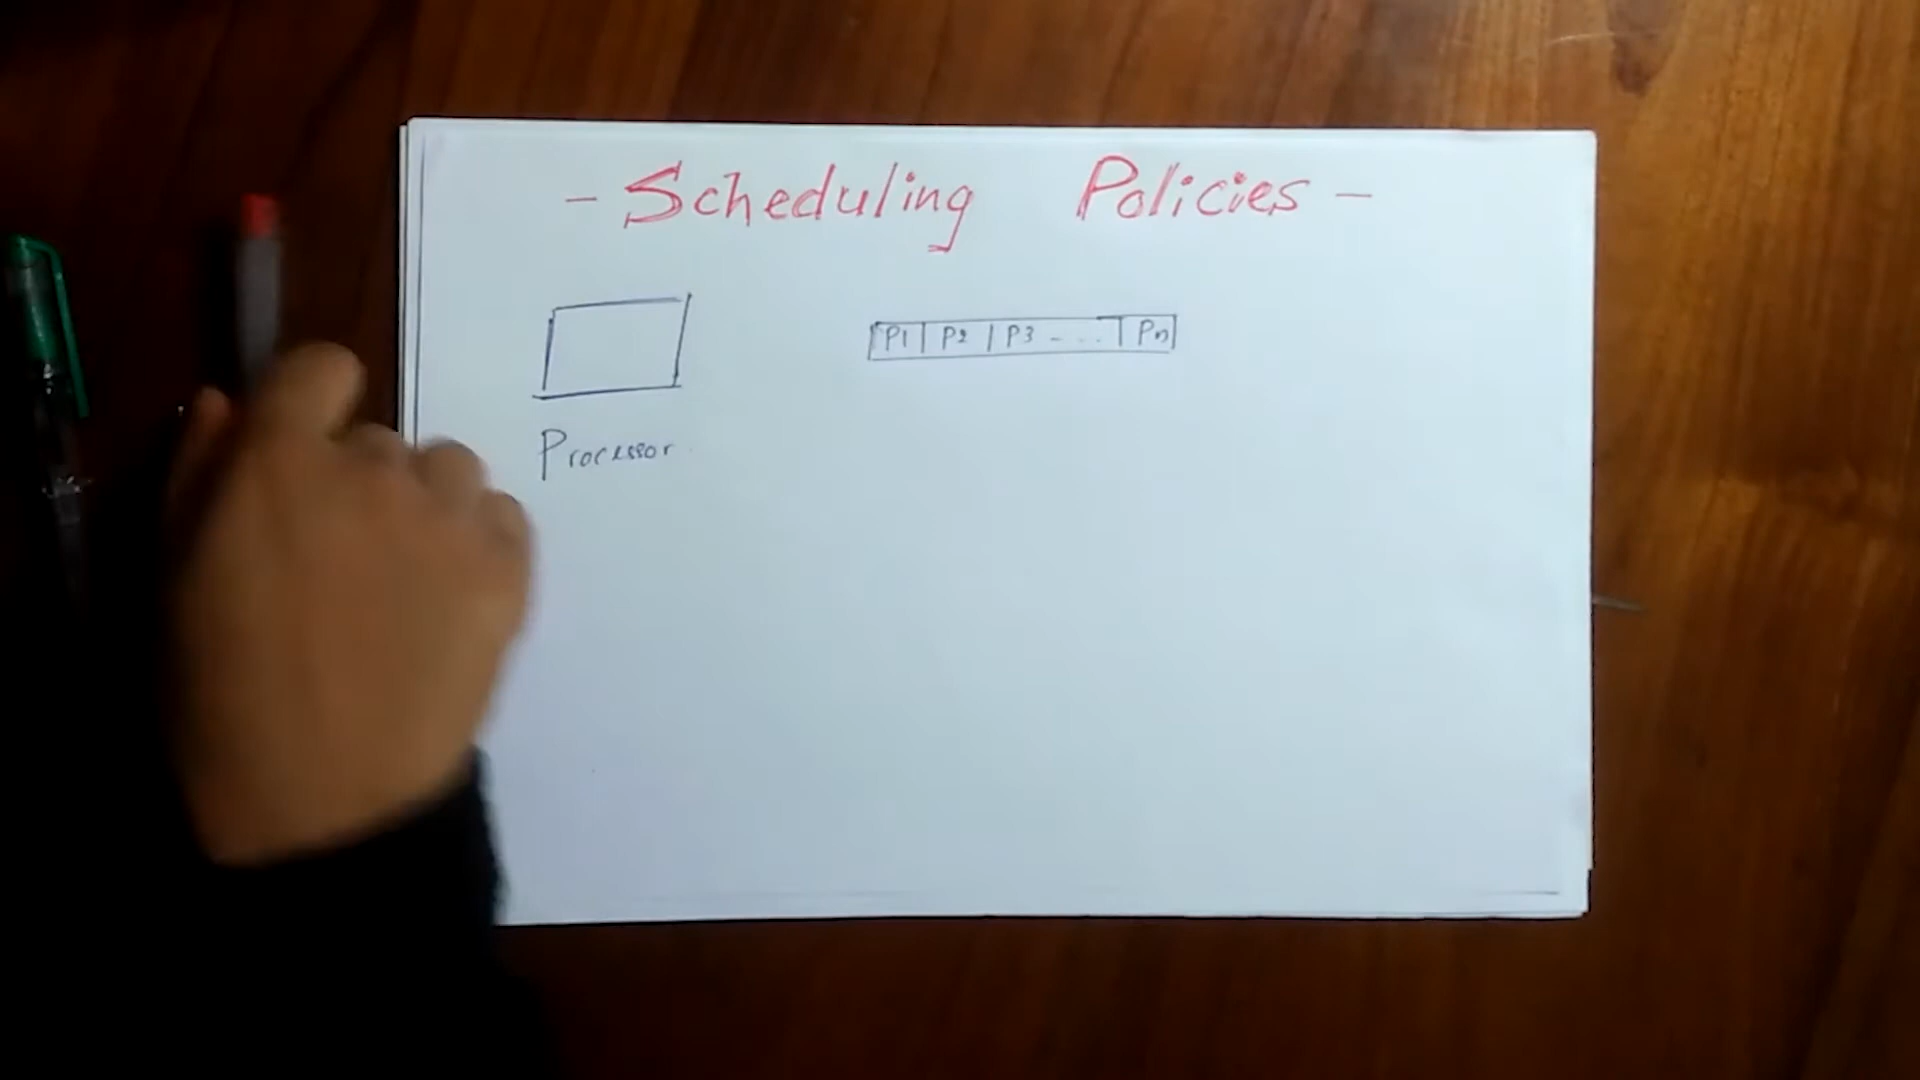 - Scheduling Policies -
P1 | P2 | P3 - ... | Pn
Processor